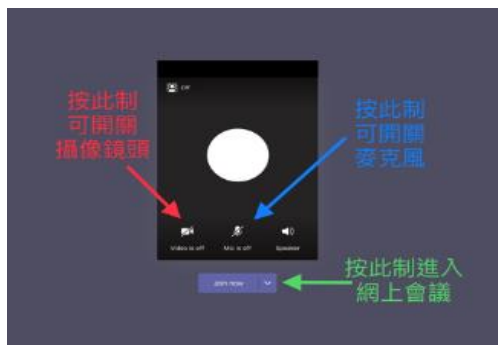 Off
按此制
可開關
攝像鏡頭
按此制
可開關
麥克風
Video is off
Mic is off
Speaker
Join now
按此制進入
網上會議